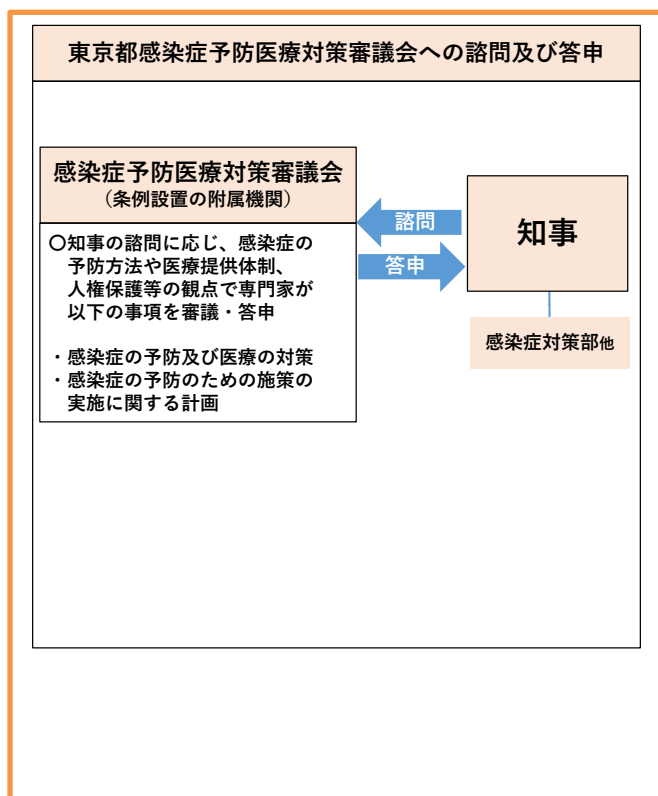 東京都感染症予防医療対策審議会への諮問及び答申
感染症予防医療対策審議会
（条例設置の附属機関）
〇知事の諮問に応じ、感染症の
予防方法や医療提供体制、
人権保護等の観点で専門家が
以下の事項を審議・答申
・感染症の予防及び医療の対策
・感染症の予防のための施策の
実施に関する計画
諮問
答申
知事
感染症対策部他